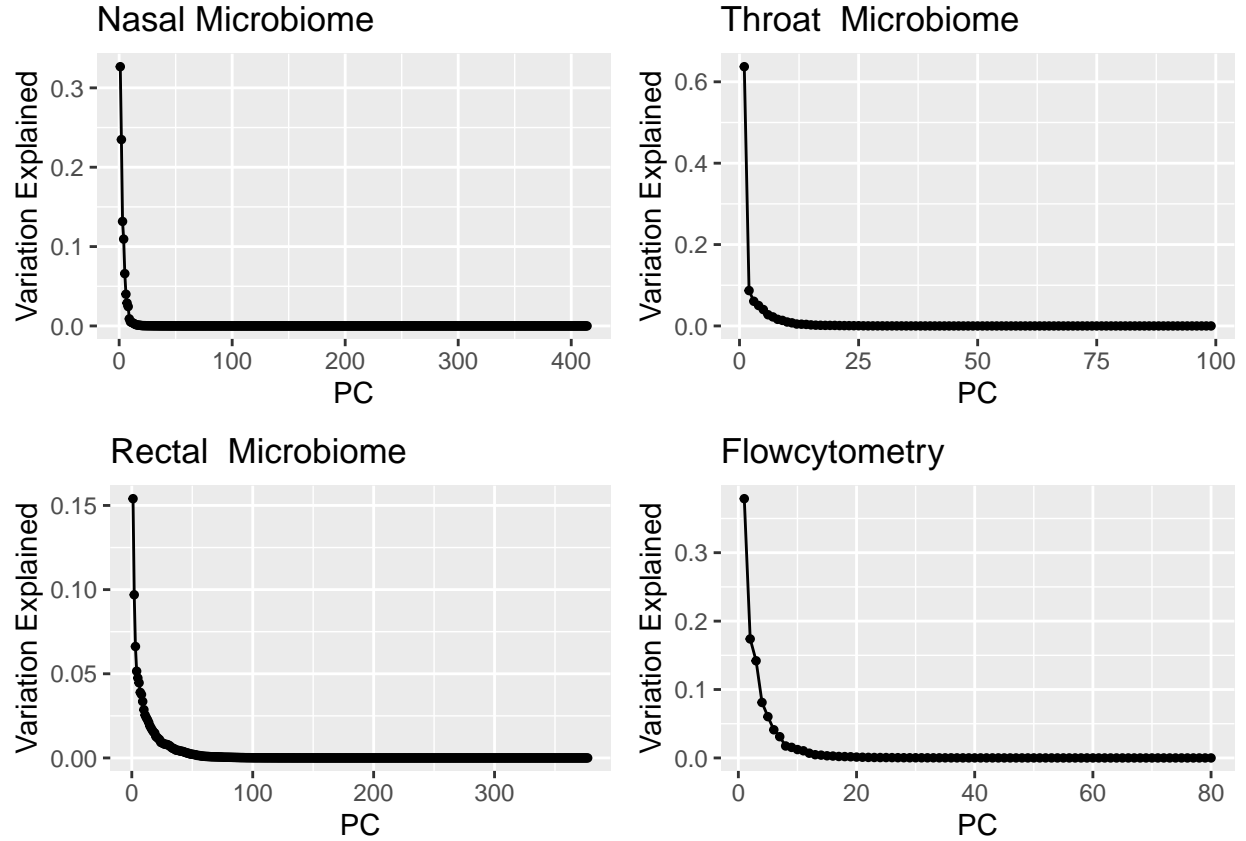 Nasal Microbiome
Variation Explained
0.3
0.2
0.1
0.0
0 100 200 300 400
PC
Throat  Microbiome
Variation Explained
0.6
0.4
0.2
0.0
0 25 50 75 100
PC
Rectal  Microbiome
Variation Explained
0.15
0.10
0.05
0.00
0 100 200 300
PC
Flowcytometry
Variation Explained
0.3
0.2
0.1
0.0
0 20 40 60 80
PC